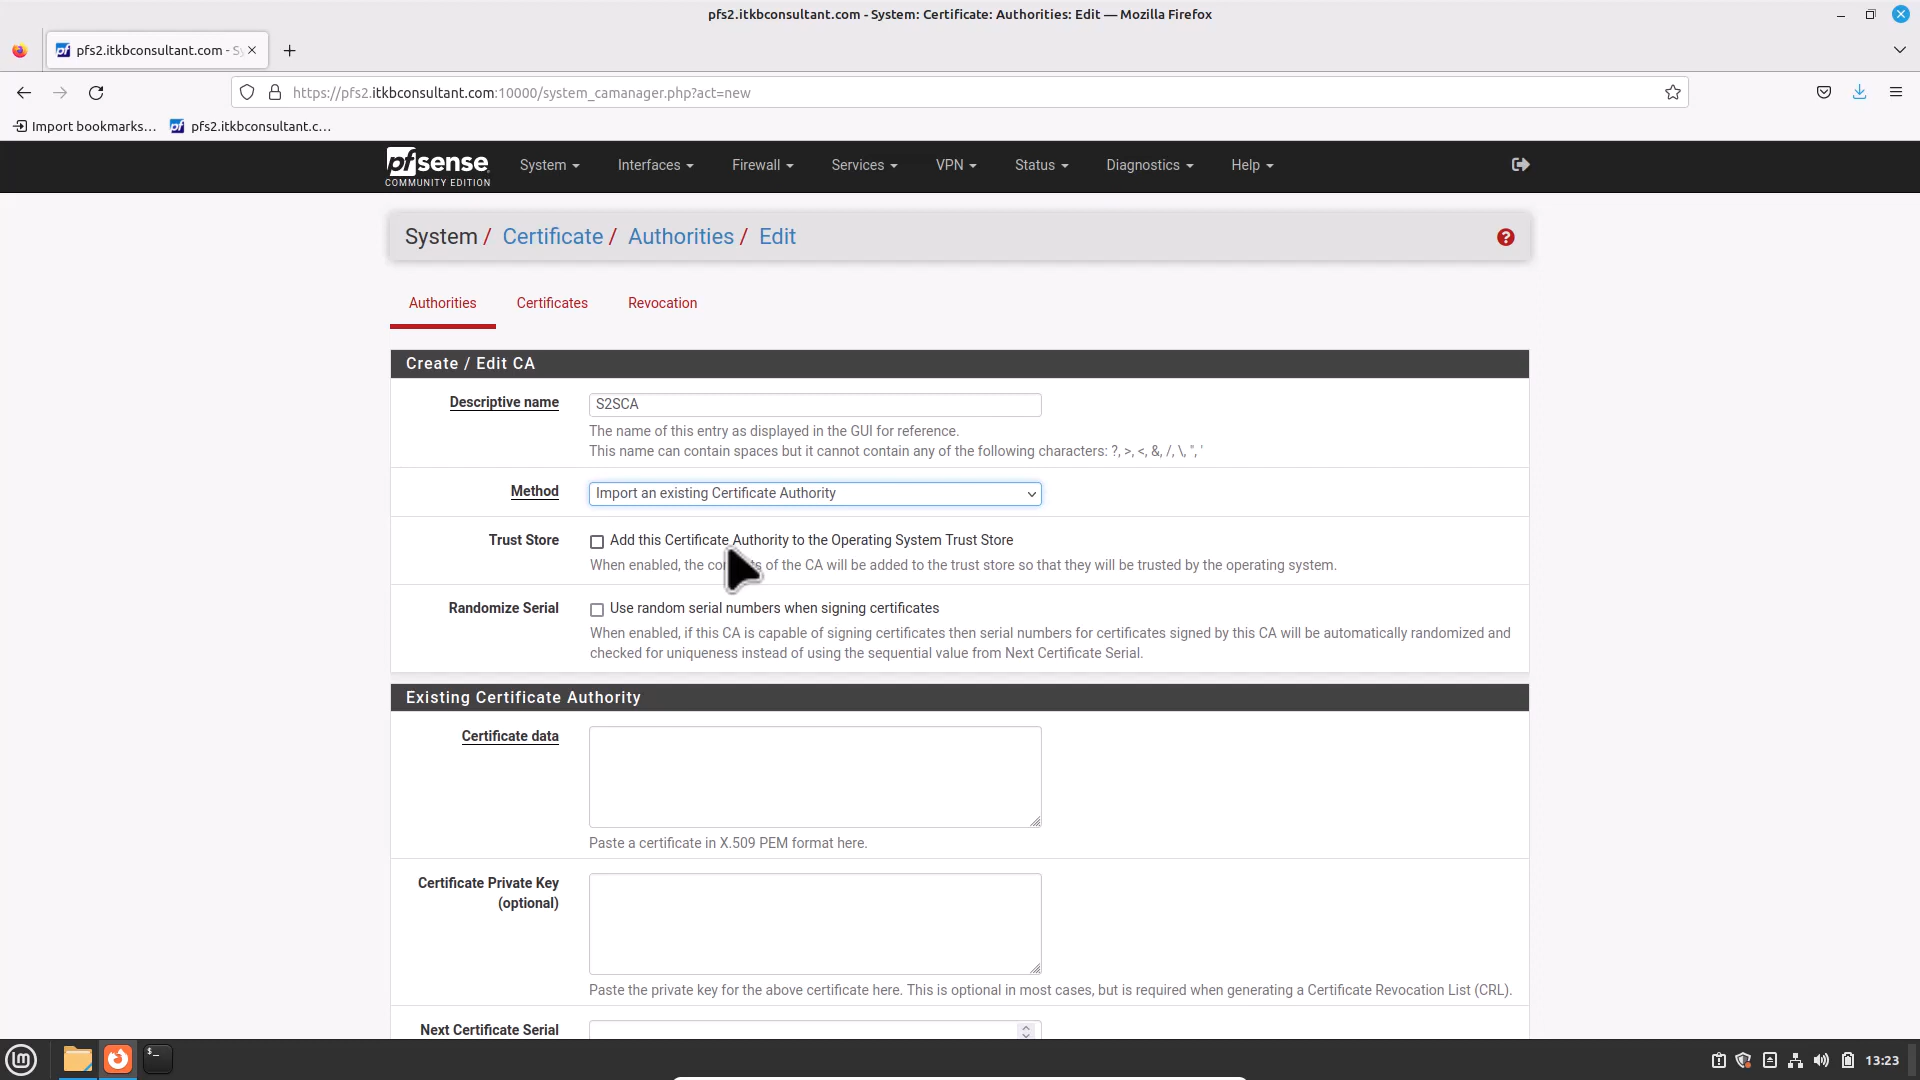 pfs2.itkbconsultant.com - System: Certificate: Authorities: Edit — Mozilla Firefox
pfs2.itkbconsultant.com - S
https://pfs2.itkbconsultant.com:10000/system_camanager.php?act=new
Import bookmarks... pfs2.itkbconsultant.c...
pfsense
COMMUNITY EDITION
System Interfaces Firewall Services VPN Status Diagnostics Help
System / Certificate / Authorities / Edit
Authorities Certificates Revocation
Create / Edit CA
Descriptive name S2SCA
The name of this entry as displayed in the GUI for reference.
This name can contain spaces but it cannot contain any of the following characters: ?, >, <, &, /, \, ", '
Method Import an existing Certificate Authority
Trust Store Add this Certificate Authority to the Operating System Trust Store
When enabled, the of the CA will be added to the trust store so that they will be trusted by the operating system.
Randomize Serial Use random serial numbers when signing certificates
When enabled, if this CA is capable of signing certificates then serial numbers for certificates signed by this CA will be automatically randomized and
checked for uniqueness instead of using the sequential value from Next Certificate Serial.
Existing Certificate Authority
Certificate data
Paste a certificate in X.509 PEM format here.
Certificate Private Key
(optional)
Paste the private key for the above certificate here. This is optional in most cases, but is required when generating a Certificate Revocation List (CRL).
Next Certificate Serial
13:23